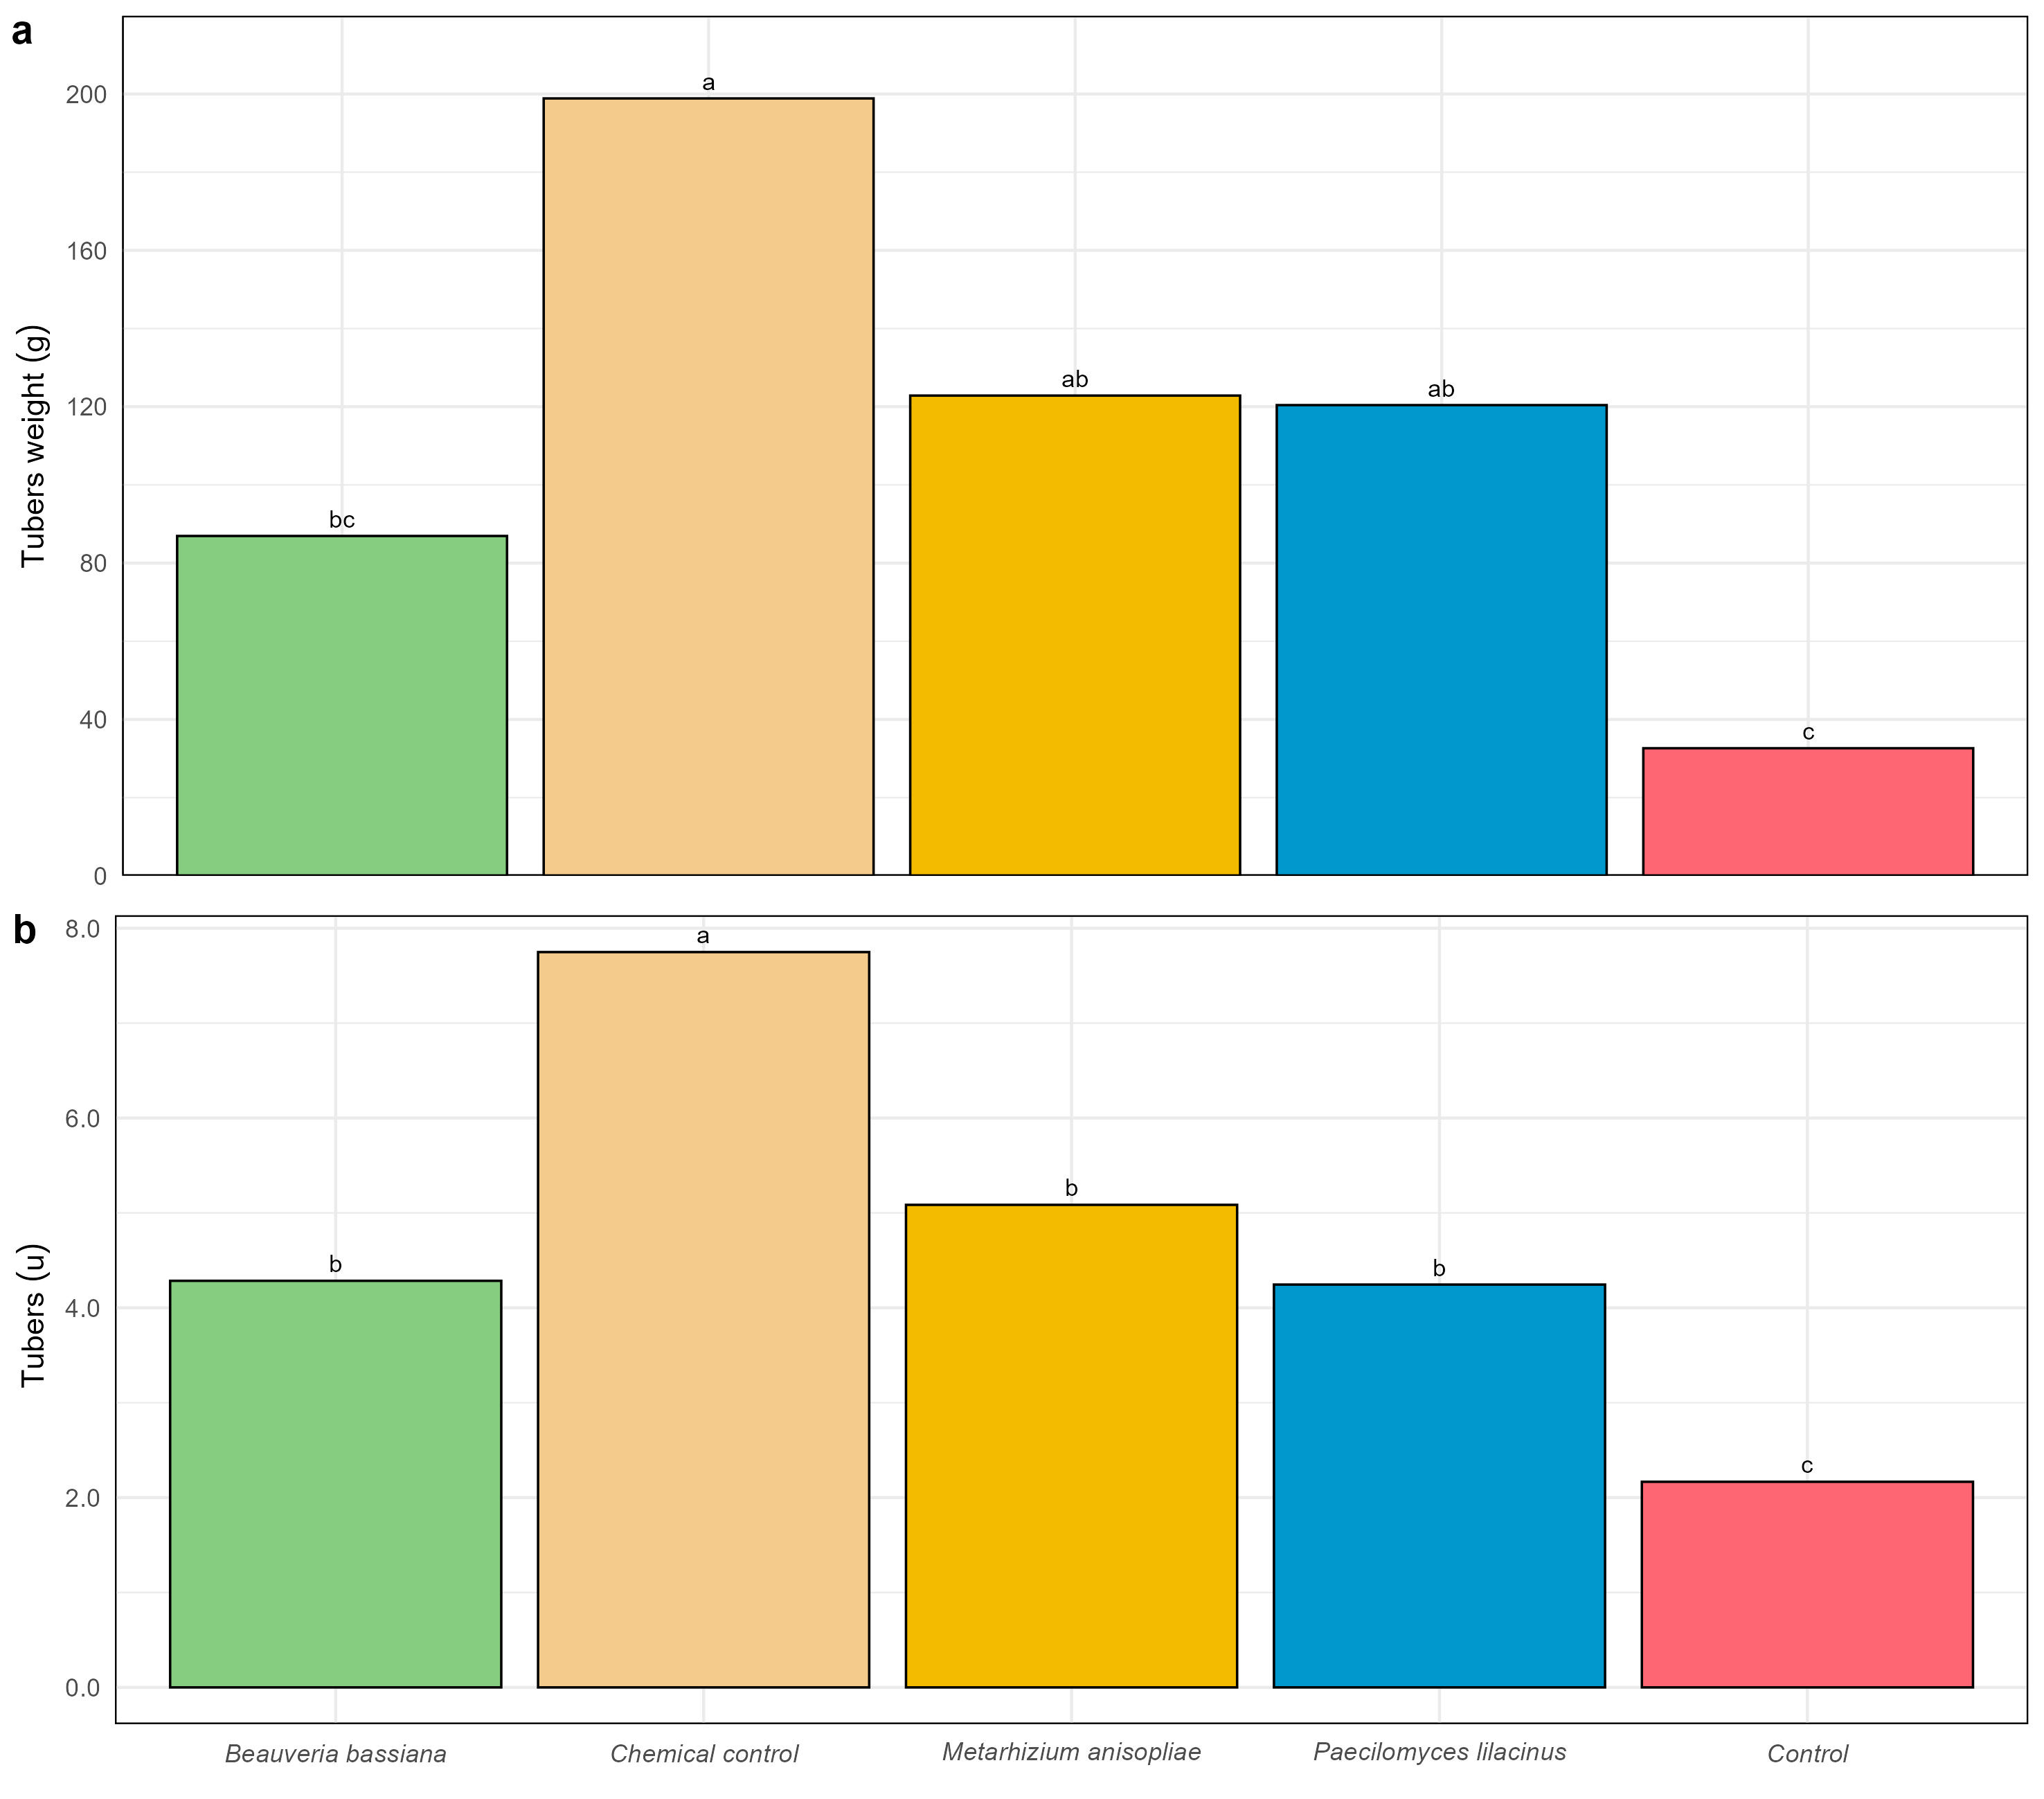 a
Tubers weight (g)
200
160
120
80
40
0
bc
a
ab
ab
c
b
Tubers (u)
8.0
6.0
4.0
2.0
0.0
b
a
b
b
c
Beauveria bassiana
Chemical control
Metarhizium anisopliae
Paecilomyces lilacinus
Control